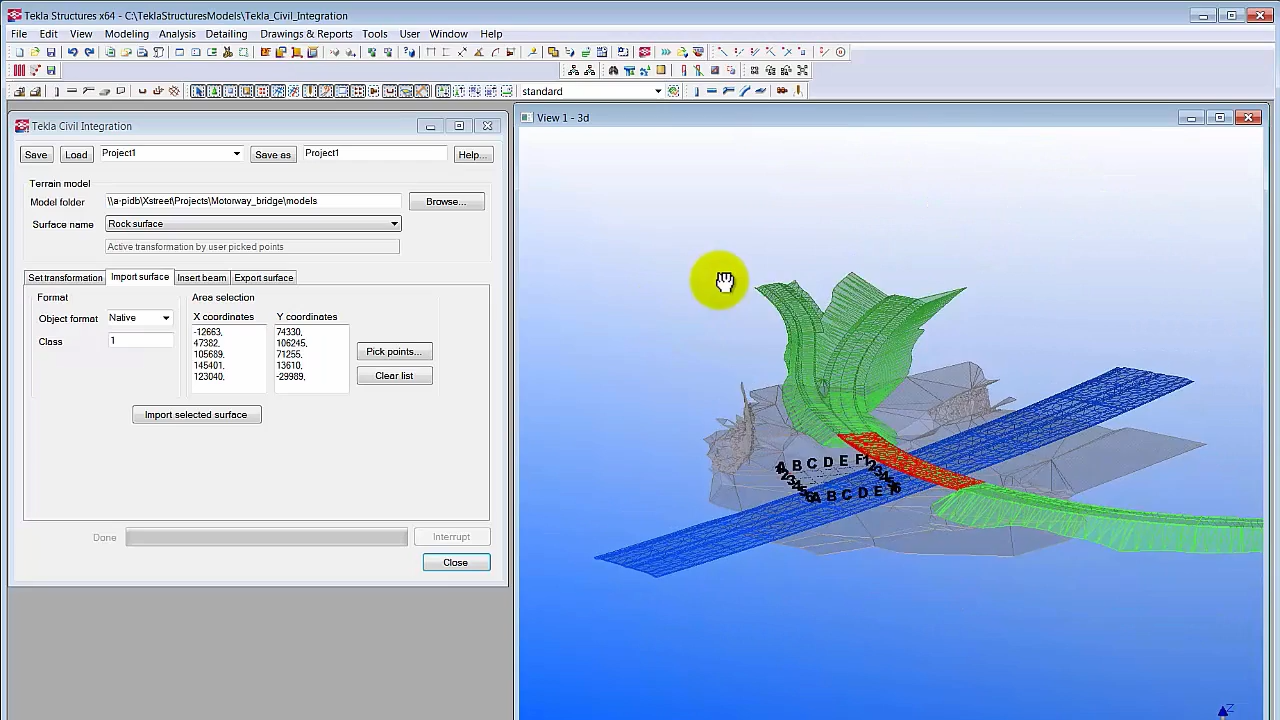 Tekla Structures x64 - C:\TeklaStructuresModels\Tekla_Civil_Integration
File Edit View Modeling Analysis Detailing Drawings & Reports Tools User Window Help
standard
Tekla Civil Integration
View 1 - 3d
Save Load Project1 Save as Project1 Help...
Terrain model
Model folder \\a-pidb\Xstreet\Projects\Motorway_bridge\models Browse...
Surface name Rock surface
Active transformation by user picked points
Set transformation Import surface Insert beam Export surface
Format Area selection
Object format Native X coordinates Y coordinates
Class 1
-12663, 74330,
47382, 106245,
105689, 71255,
145401, 13610,
123040, -29989,
Pick points...
Clear list
Import selected surface
A B C D E F
A B C D E
Done Interrupt
Close
Z